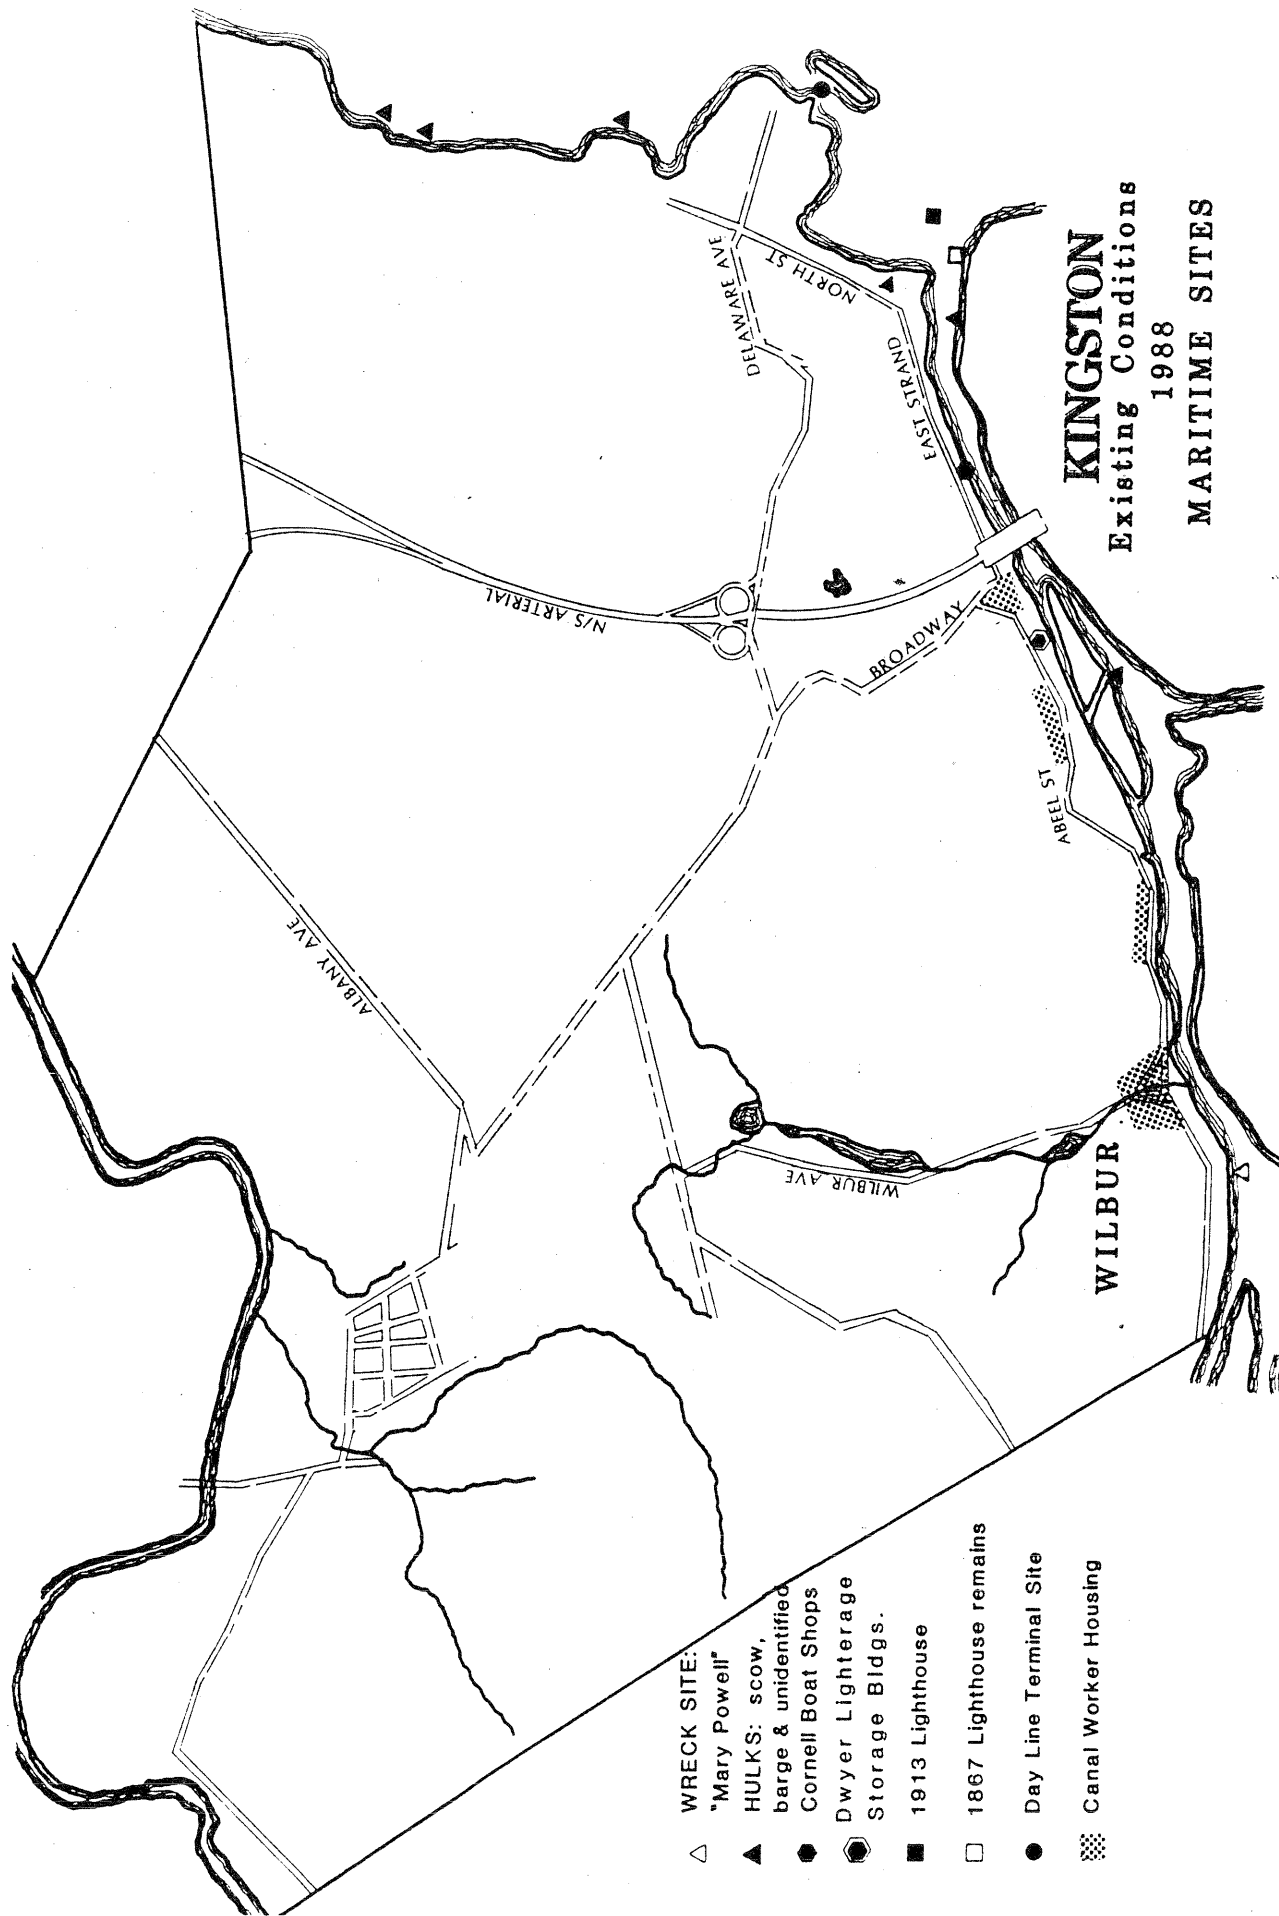 KINGSTON
Existing Conditions
1988
MARITIME SITES
DELAWARE AVE
NORTH ST
EAST STRAND
N/S ARTERIAL
BROADWAY
ABEEL ST
ALBANY AVE
WILBUR AVE
WILBUR
WRECK SITE:
"Mary Powell"
HULKS: scow,
barge & unidentified
Cornell Boat Shops
Dwyer Lighterage
Storage Bldgs.
1913 Lighthouse
1867 Lighthouse remains
Day Line Terminal Site
Canal Worker Housing